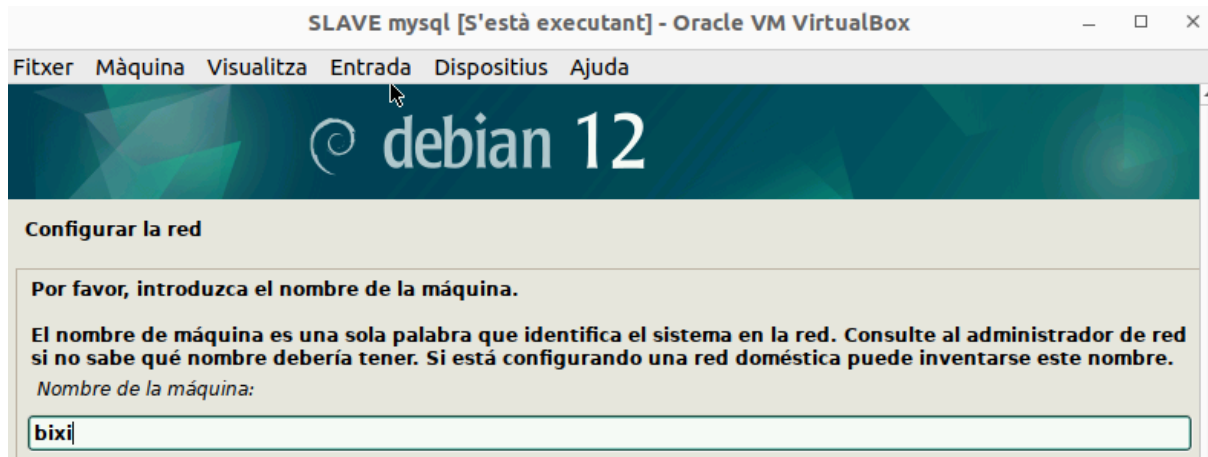 SLAVE mysql [S'està executant] - Oracle VM VirtualBox
Fitxer Màquina Visualitza Entrada Dispositius Ajuda
debian 12
Configurar la red
Por favor, introduzca el nombre de la máquina.
El nombre de máquina es una sola palabra que identifica el sistema en la red. Consulte al administrador de red
si no sabe qué nombre debería tener. Si está configurando una red doméstica puede inventarse este nombre.
Nombre de la máquina:
bixi